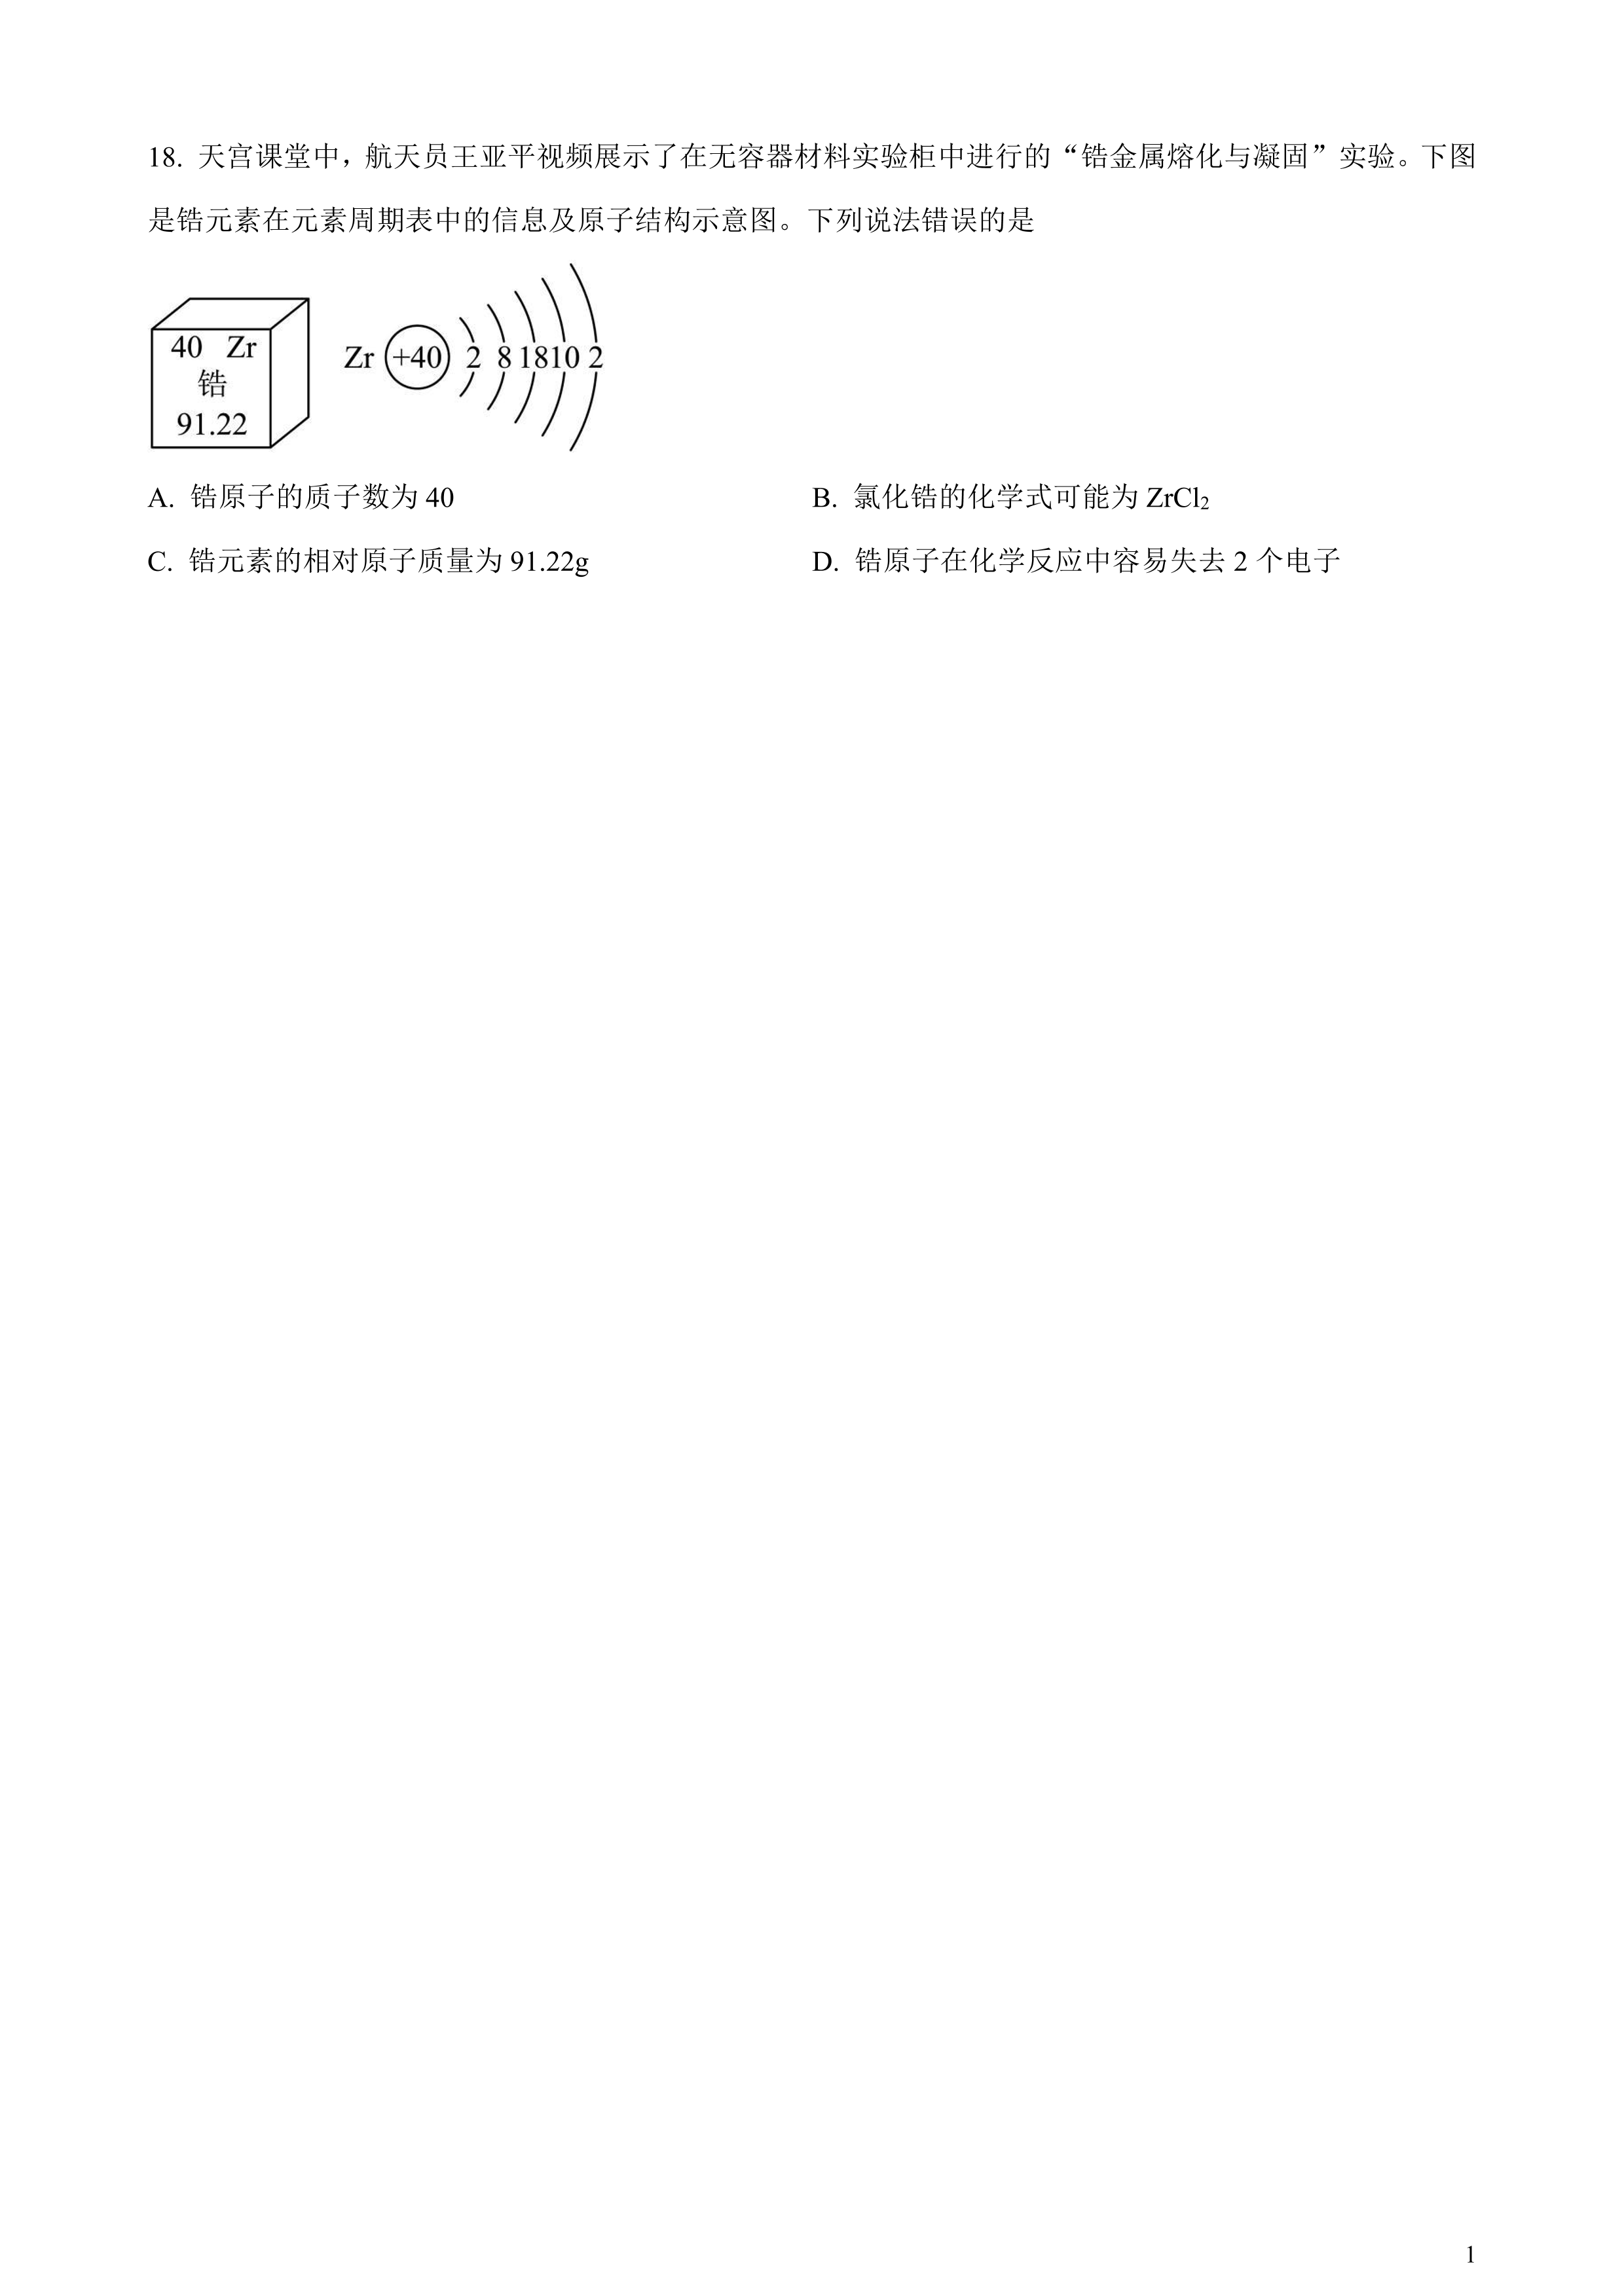 18. 天宫课堂中，航天员王亚平视频展示了在无容器材料实验柜中进行的“锆金属熔化与凝固”实验。下图
是锆元素在元素周期表中的信息及原子结构示意图。下列说法错误的是
40 Zr
锆
91.22
Zr +40 2 8 18 10 2
A. 锆原子的质子数为 40
B. 氯化锆的化学式可能为 ZrCl₂
C. 锆元素的相对原子质量为 91.22g
D. 锆原子在化学反应中容易失去 2 个电子
1